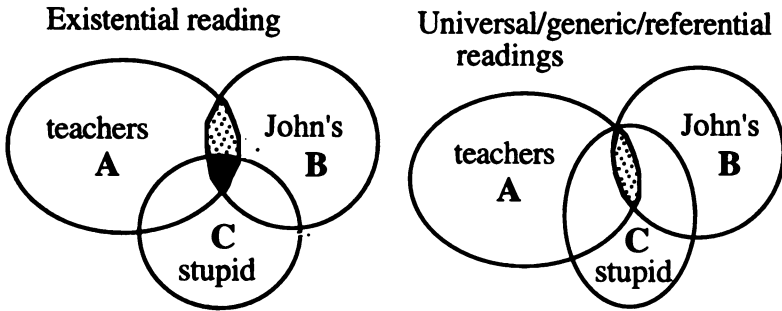 Existential reading
teachers
A
John's
B
C
stupid
Universal/generic/referential
readings
teachers
A
John's
B
C
stupid